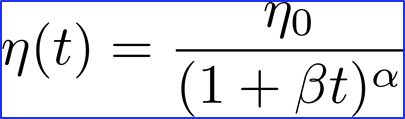 η(t) = η₀ / (1 + βt)^α